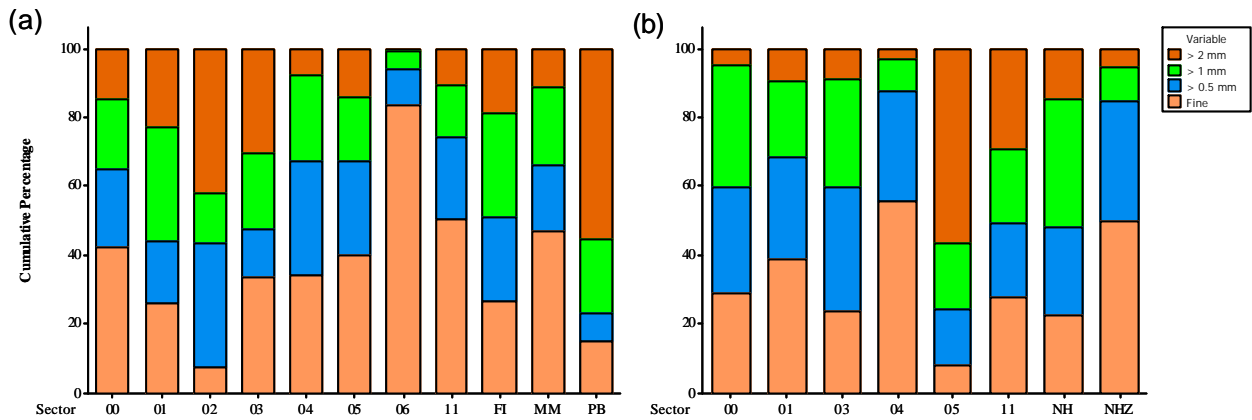 (a)
Cumulative Percentage
100
80
60
40
20
0
Sector 00 01 02 03 04 05 06 11 FI MM PB
(b)
100
80
60
40
20
0
Sector 00 01 03 04 05 11 NH NHZ
Variable
> 2 mm
> 1 mm
> 0.5 mm
Fine